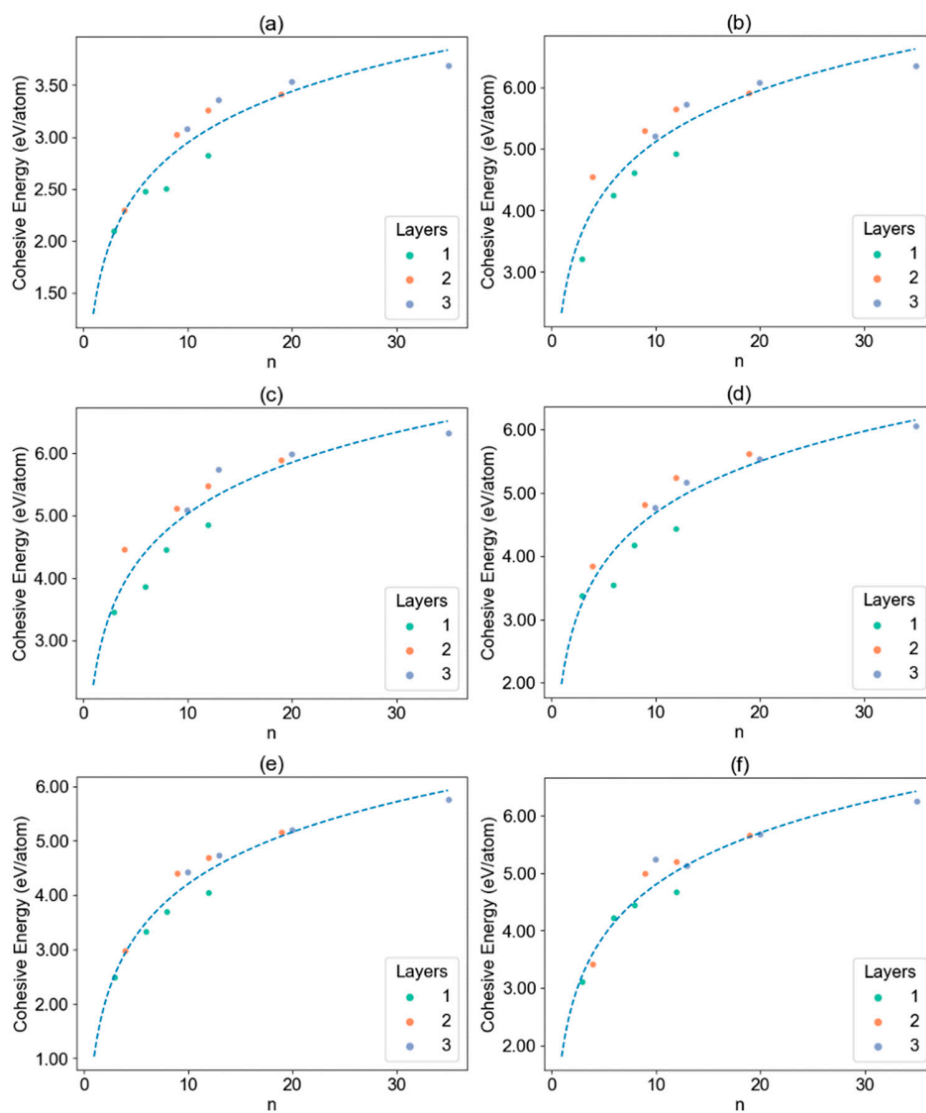 (a)
Cohesive Energy (eV/atom)
3.50
3.00
2.50
2.00
1.50
Layers
1
2
3
0
10
20
30
n
(b)
Cohesive Energy (eV/atom)
6.00
5.00
4.00
3.00
Layers
1
2
3
0
10
20
30
n
(c)
Cohesive Energy (eV/atom)
6.00
5.00
4.00
3.00
Layers
1
2
3
0
10
20
30
n
(d)
Cohesive Energy (eV/atom)
6.00
5.00
4.00
3.00
2.00
Layers
1
2
3
0
10
20
30
n
(e)
Cohesive Energy (eV/atom)
6.00
5.00
4.00
3.00
2.00
1.00
Layers
1
2
3
0
10
20
30
n
(f)
Cohesive Energy (eV/atom)
6.00
5.00
4.00
3.00
2.00
Layers
1
2
3
0
10
20
30
n